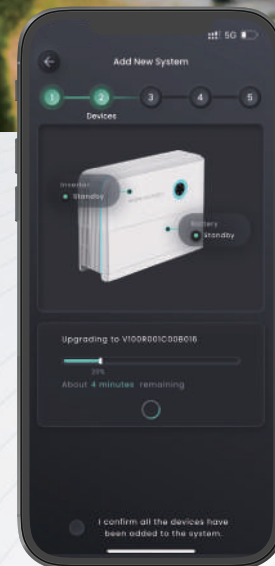 5G
Add New System
1 2 3 4 5
Devices
Inverter
Standby
Battery
Standby
Upgrading to V100R001C00B016
20%
About 4 minutes remaining
I confirm all the devices have
been added to the system.